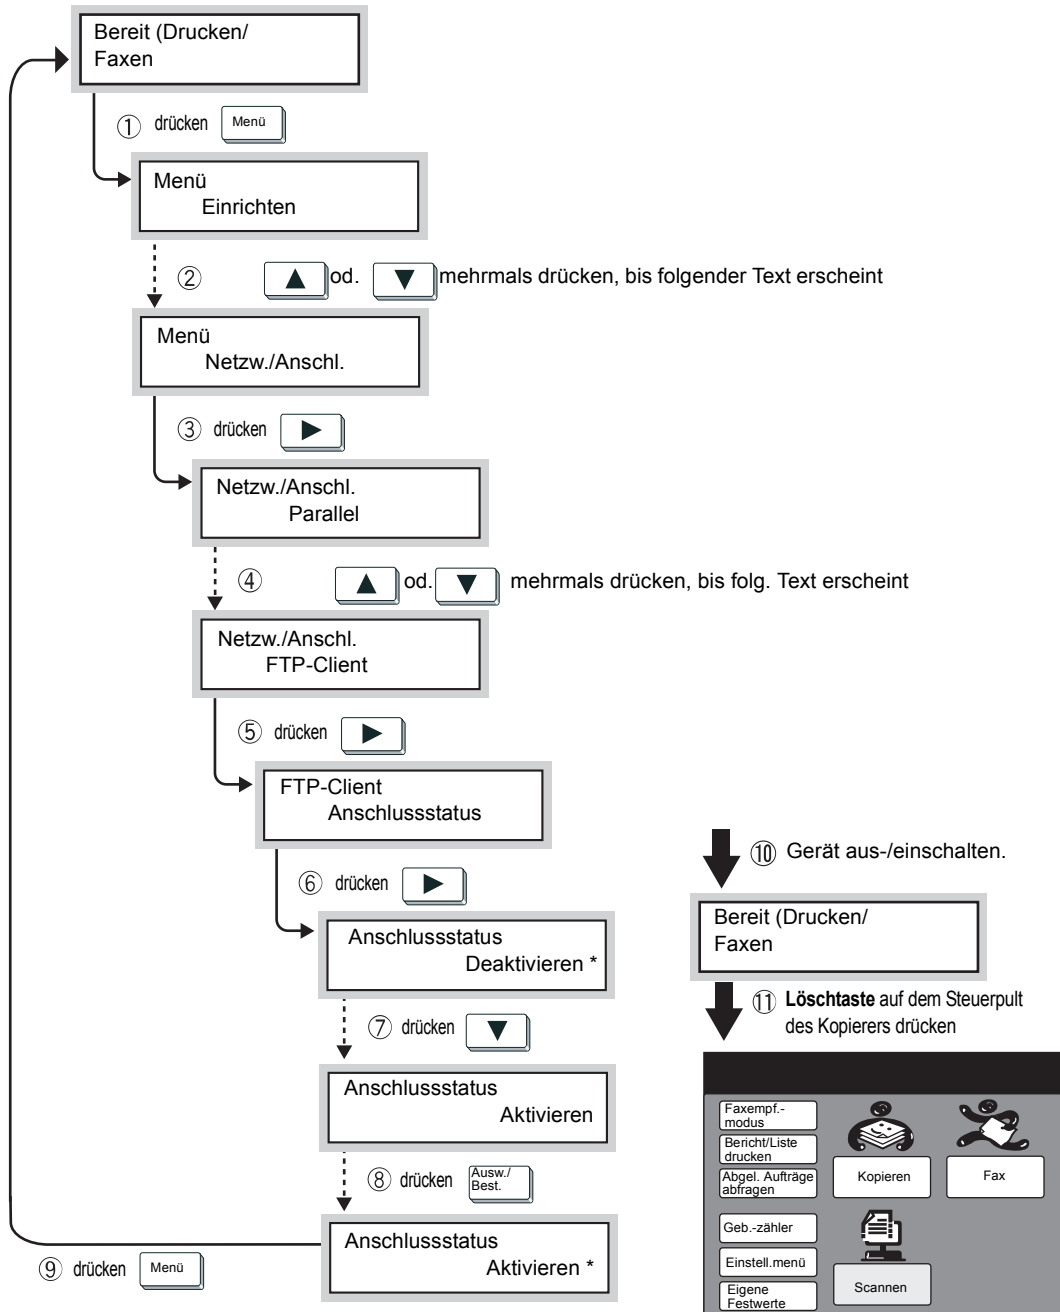 Bereit (Drucken/
Faxen
① drücken Menü
Menü
Einrichten
② od. mehrmals drücken, bis folgender Text erscheint
Menü
Netzw./Anschl.
③ drücken
Netzw./Anschl.
Parallel
④ od. mehrmals drücken, bis folg. Text erscheint
Netzw./Anschl.
FTP-Client
⑤ drücken
FTP-Client
Anschlussstatus
⑥ drücken
Anschlussstatus
Deaktivieren *
⑦ drücken
Anschlussstatus
Aktivieren
⑧ drücken Ausw./
Best.
Anschlussstatus
Aktivieren *
⑨ drücken Menü
⑩ Gerät aus-/einschalten.
Bereit (Drucken/
Faxen
⑪ Löschtaste auf dem Steuerpult
des Kopierers drücken
Faxempf.-
modus
Bericht/Liste
drucken
Abgel. Aufträge
abfragen
Kopieren
Fax
Geb.-zähler
Einstell.menü
Eigene
Festwerte
Scannen